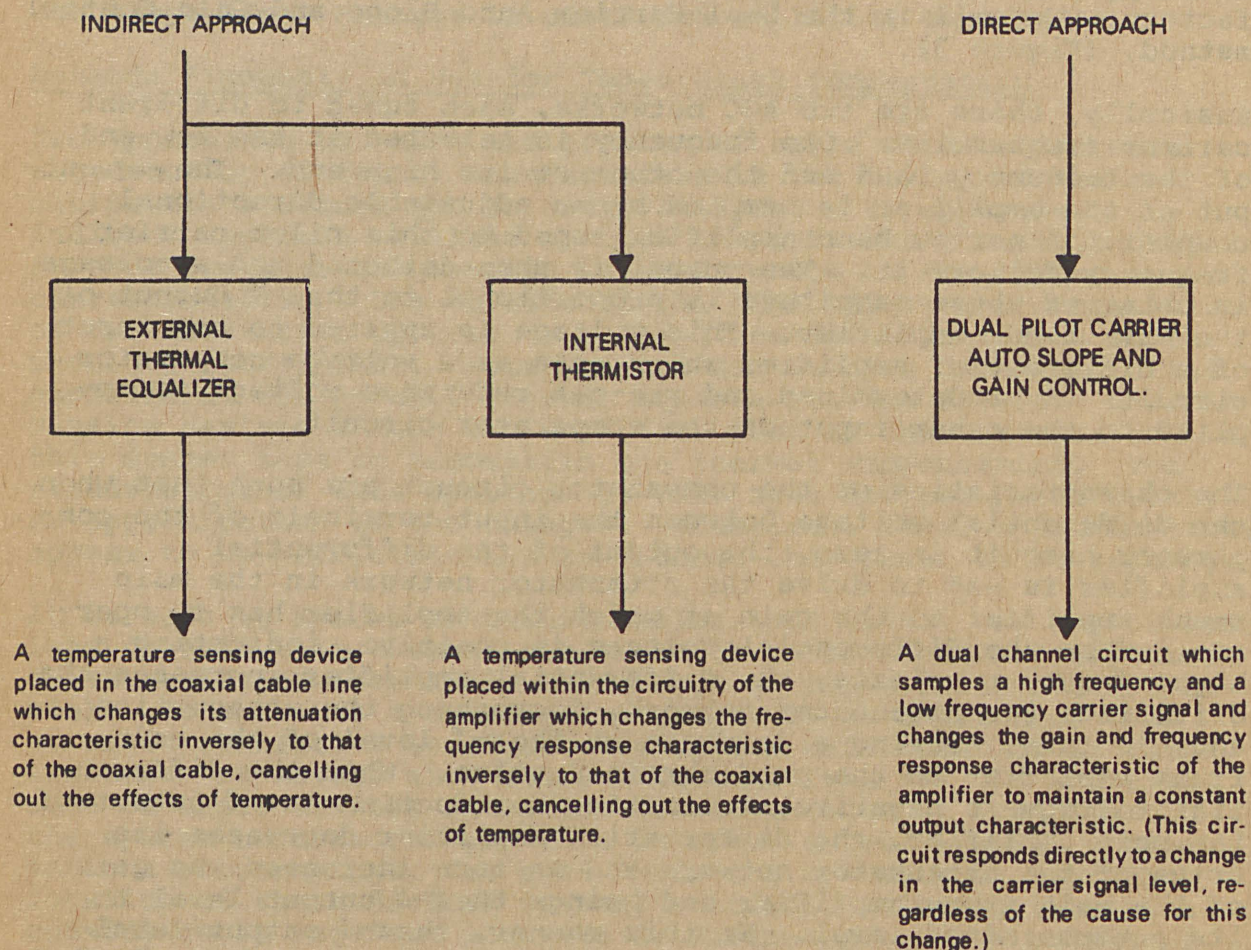 INDIRECT APPROACH
DIRECT APPROACH
EXTERNAL
THERMAL
EQUALIZER
INTERNAL
THERMISTOR
DUAL PILOT CARRIER
AUTO SLOPE AND
GAIN CONTROL.
A temperature sensing device
placed in the coaxial cable line
which changes its attenuation
characteristic inversely to that
of the coaxial cable, cancelling
out the effects of temperature.
A temperature sensing device
placed within the circuitry of the
amplifier which changes the fre-
quency response characteristic
inversely to that of the coaxial
cable, cancelling out the effects
of temperature.
A dual channel circuit which
samples a high frequency and a
low frequency carrier signal and
changes the gain and frequency
response characteristic of the
amplifier to maintain a constant
output characteristic. (This cir-
cuit responds directly to a change
in the carrier signal level, re-
gardless of the cause for this
change.)